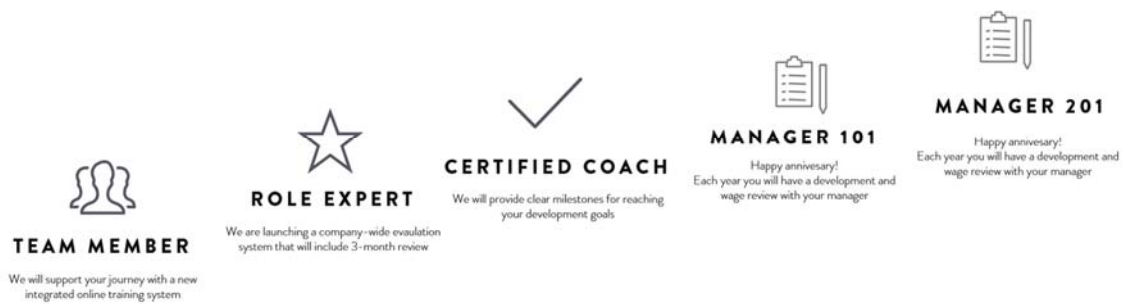 TEAM MEMBER
We will support your journey with a new
integrated online training system
ROLE EXPERT
We are launching a company-wide evaulation
system that will include 3-month review
CERTIFIED COACH
We will provide clear milestones for reaching
your development goals
MANAGER 101
Happy annivesary!
Each year you will have a development and
wage review with your manager
MANAGER 201
Happy annivesary!
Each year you will have a development and
wage review with your manager